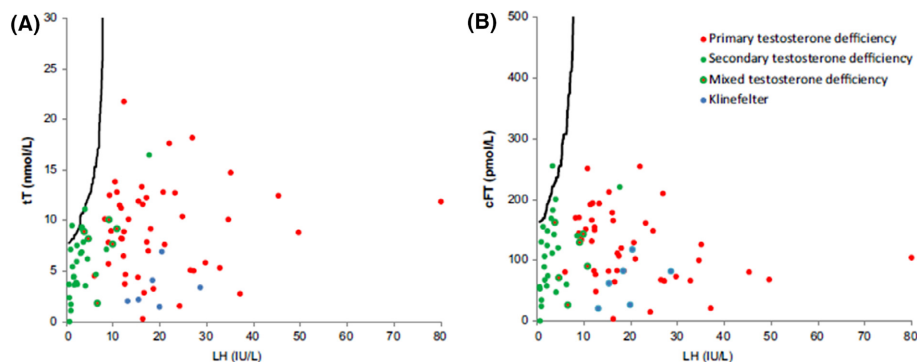 (A)
30
25
20
15
10
5
0
tT (nmol/L)
0 10 20 30 40 50 60 70 80
LH (IU/L)
(B)
500
400
300
200
100
0
cFT (pmol/L)
0 10 20 30 40 50 60 70 80
LH (IU/L)
Primary testosterone defficiency
Secondary testosterone defficiency
Mixed testosterone defficiency
Klinefelter